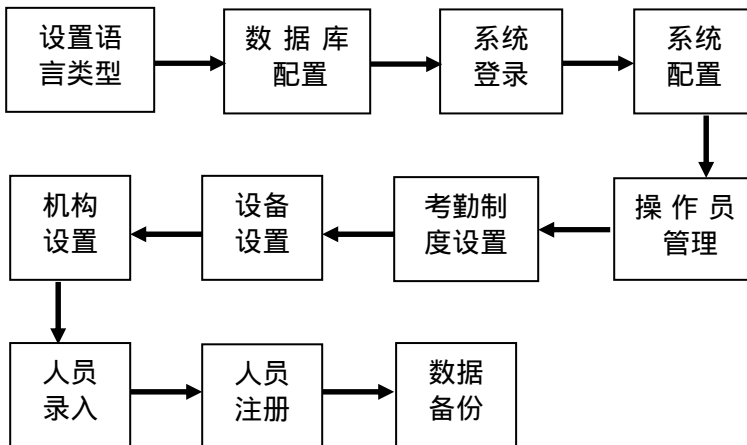 设置语
言类型
数 据 库
配置
系统
登录
系统
配置
机构
设置
设备
设置
考勤制
度设置
操 作 员
管理
人员
录入
人员
注册
数据
备份